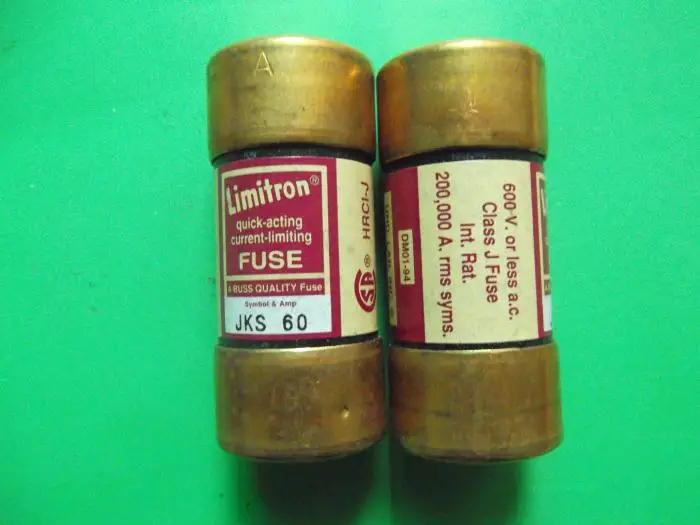 A
Limitron®
quick-acting
current-limiting
FUSE
A BUSS QUALITY Fuse
Symbol & Amp
JKS 60
HRCI-J
®
600 V. or less a.c.
Class J Fuse
Int. Rat.
200,000 A. rms syms.
DM01-94